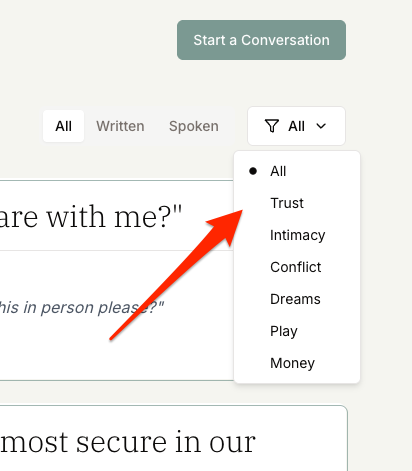 Start a Conversation
All Written Spoken All
All
Trust
Intimacy
Conflict
Dreams
Play
Money
are with me?"
his in person please?"
most secure in our